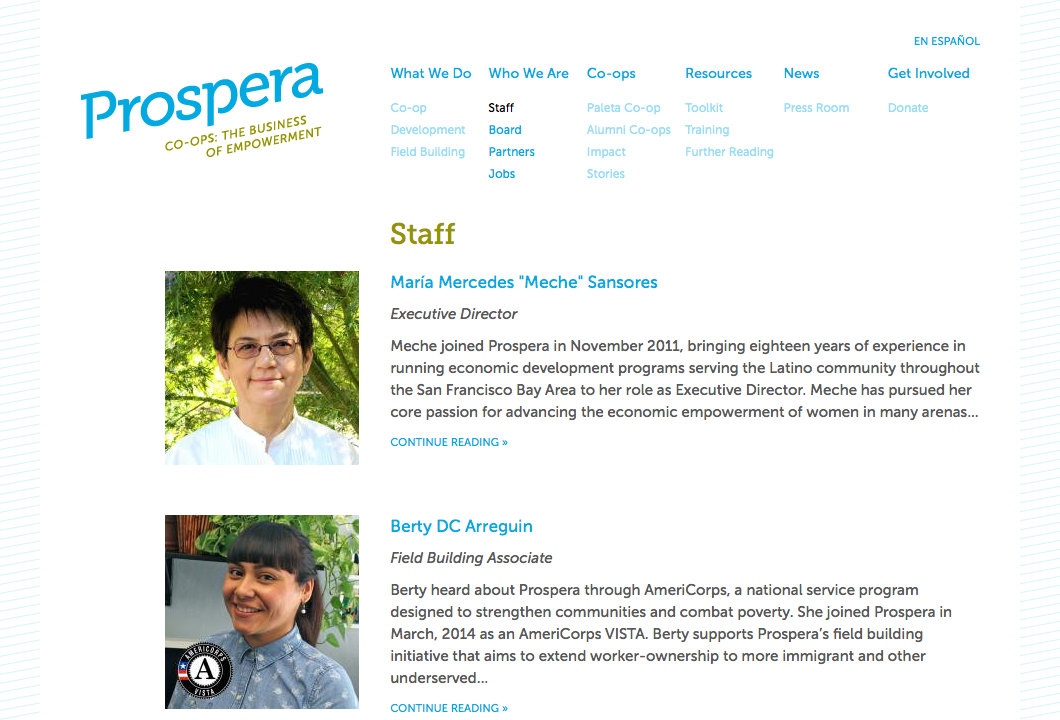 EN ESPAÑOL
Prospera
CO-OPS: THE BUSINESS
OF EMPOWERMENT
What We Do
Co-op
Development
Field Building
Who We Are
Staff
Board
Partners
Jobs
Co-ops
Paleta Co-op
Alumni Co-ops
Impact
Stories
Resources
Toolkit
Training
Further Reading
News
Press Room
Get Involved
Donate
Staff
María Mercedes "Meche" Sansores
Executive Director
Meche joined Prospera in November 2011, bringing eighteen years of experience in
running economic development programs serving the Latino community throughout
the San Francisco Bay Area to her role as Executive Director. Meche has pursued her
core passion for advancing the economic empowerment of women in many arenas...
CONTINUE READING »
Berty DC Arreguin
Field Building Associate
Berty heard about Prospera through AmeriCorps, a national service program
designed to strengthen communities and combat poverty. She joined Prospera in
March, 2014 as an AmeriCorps VISTA. Berty supports Prospera's field building
initiative that aims to extend worker-ownership to more immigrant and other
underserved...
CONTINUE READING »
AMERICORPS
A
VISTA